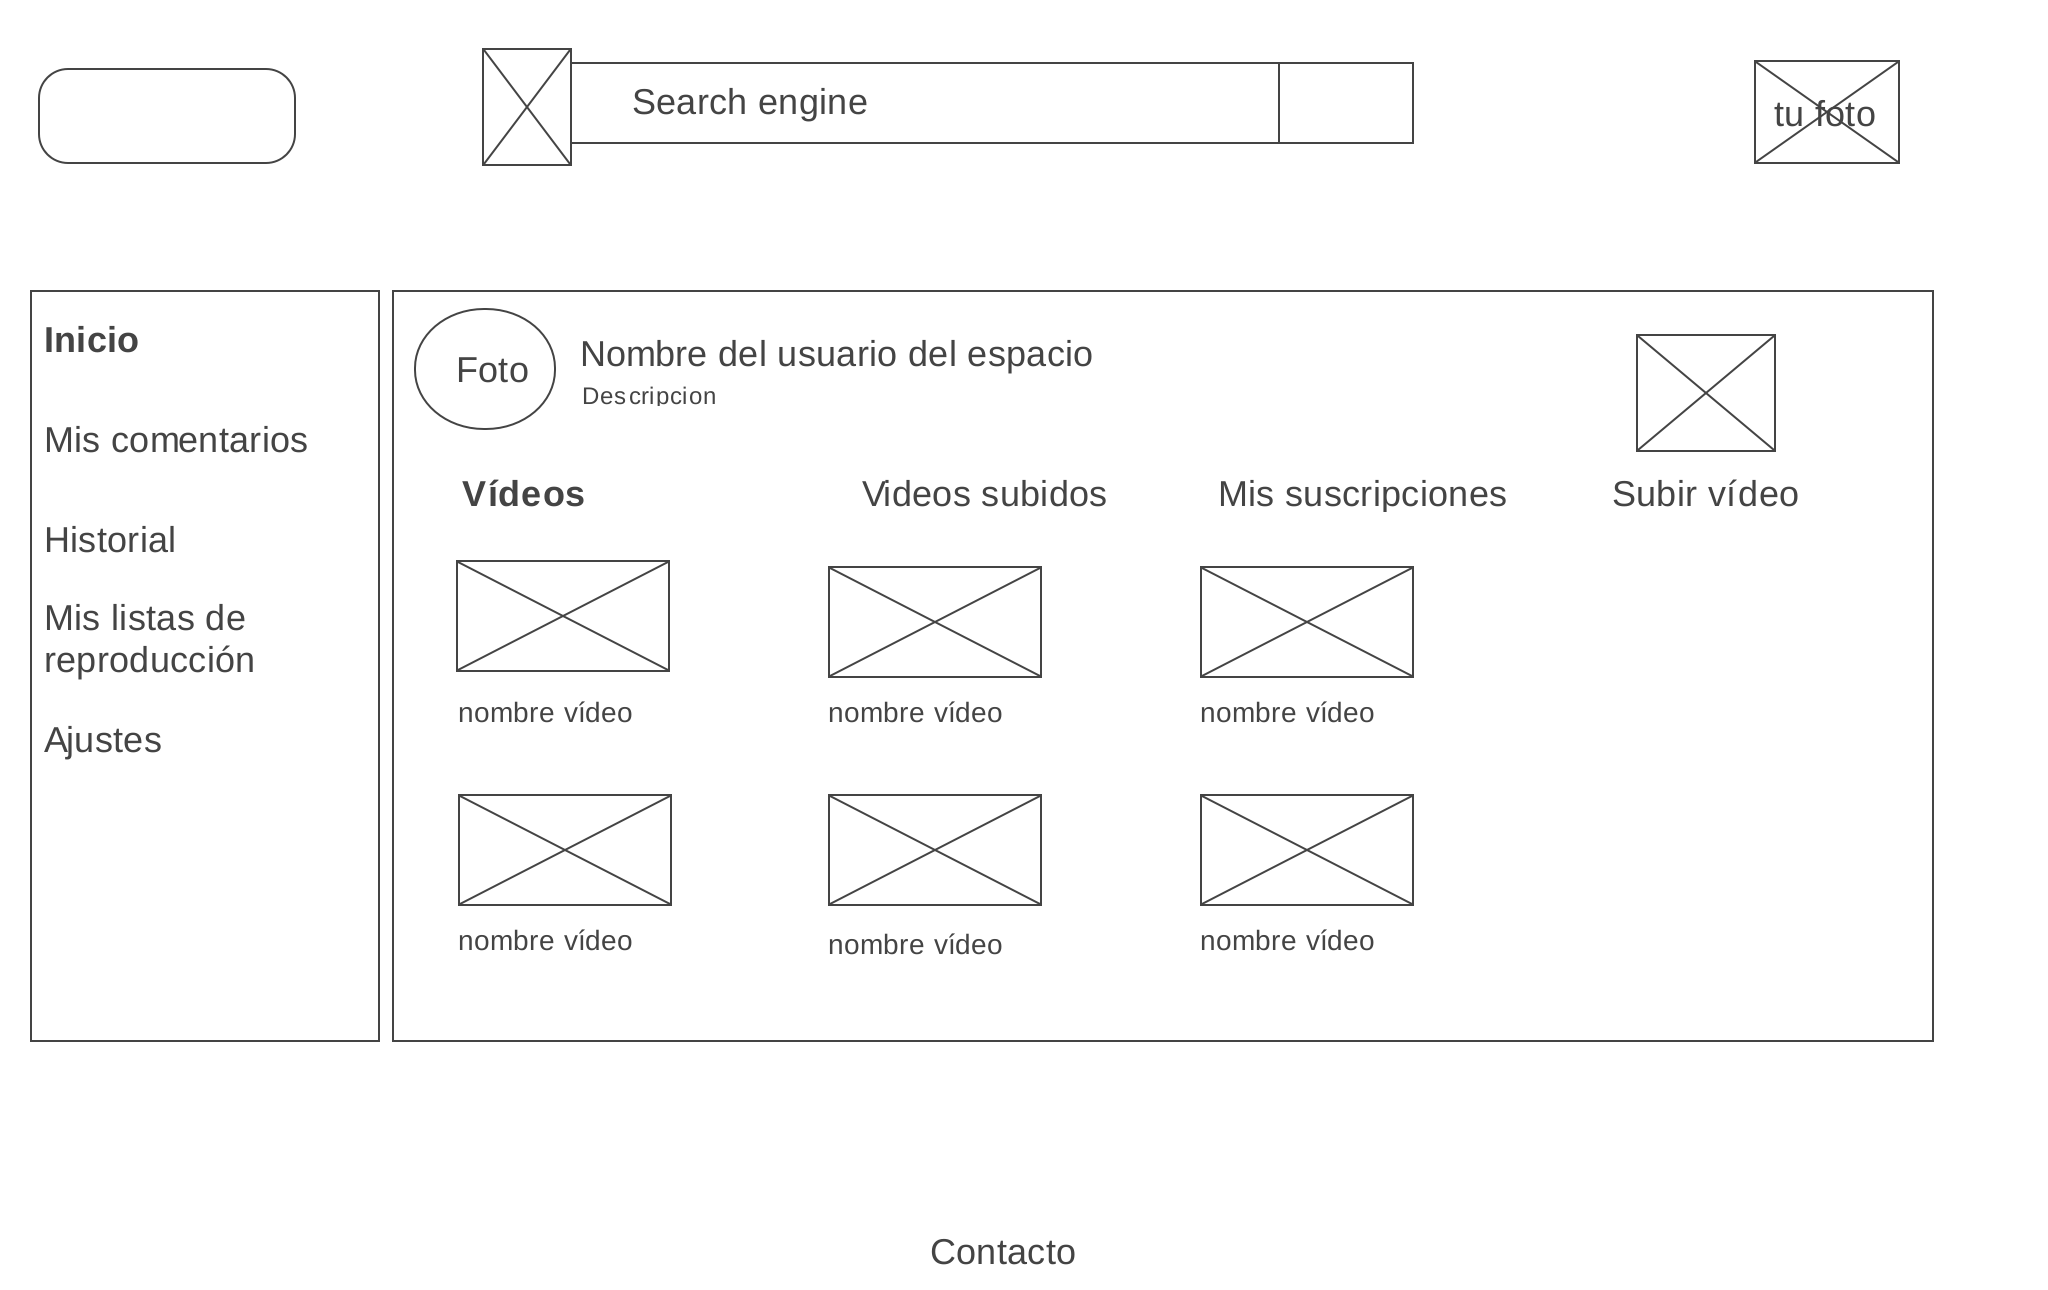 Search engine
tu foto
Inicio
Mis comentarios
Historial
Mis listas de
reproducción
Ajustes
Foto
Nombre del usuario del espacio
Descripcion
Vídeos
Videos subidos
Mis suscripciones
Subir vídeo
nombre vídeo
nombre vídeo
nombre vídeo
nombre vídeo
nombre vídeo
nombre vídeo
Contacto